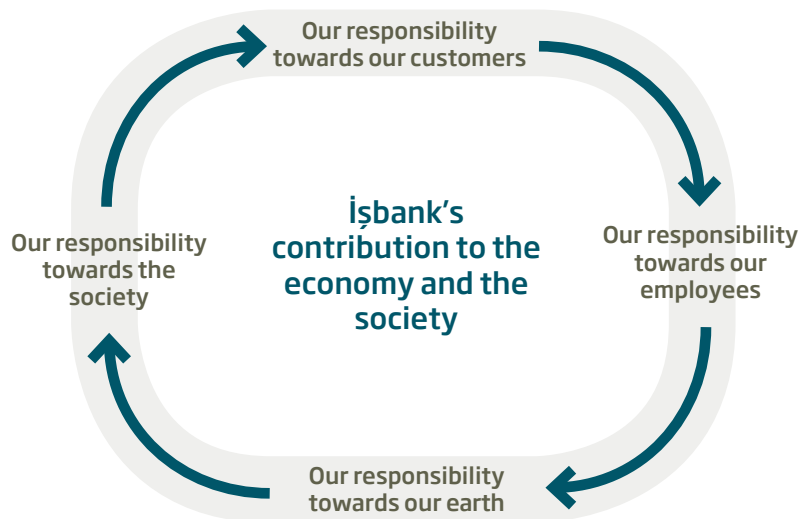 Our responsibility
towards our customers
Our responsibility
towards the
society
İşbank's
contribution to the
economy and the
society
Our responsibility
towards our
employees
Our responsibility
towards our earth